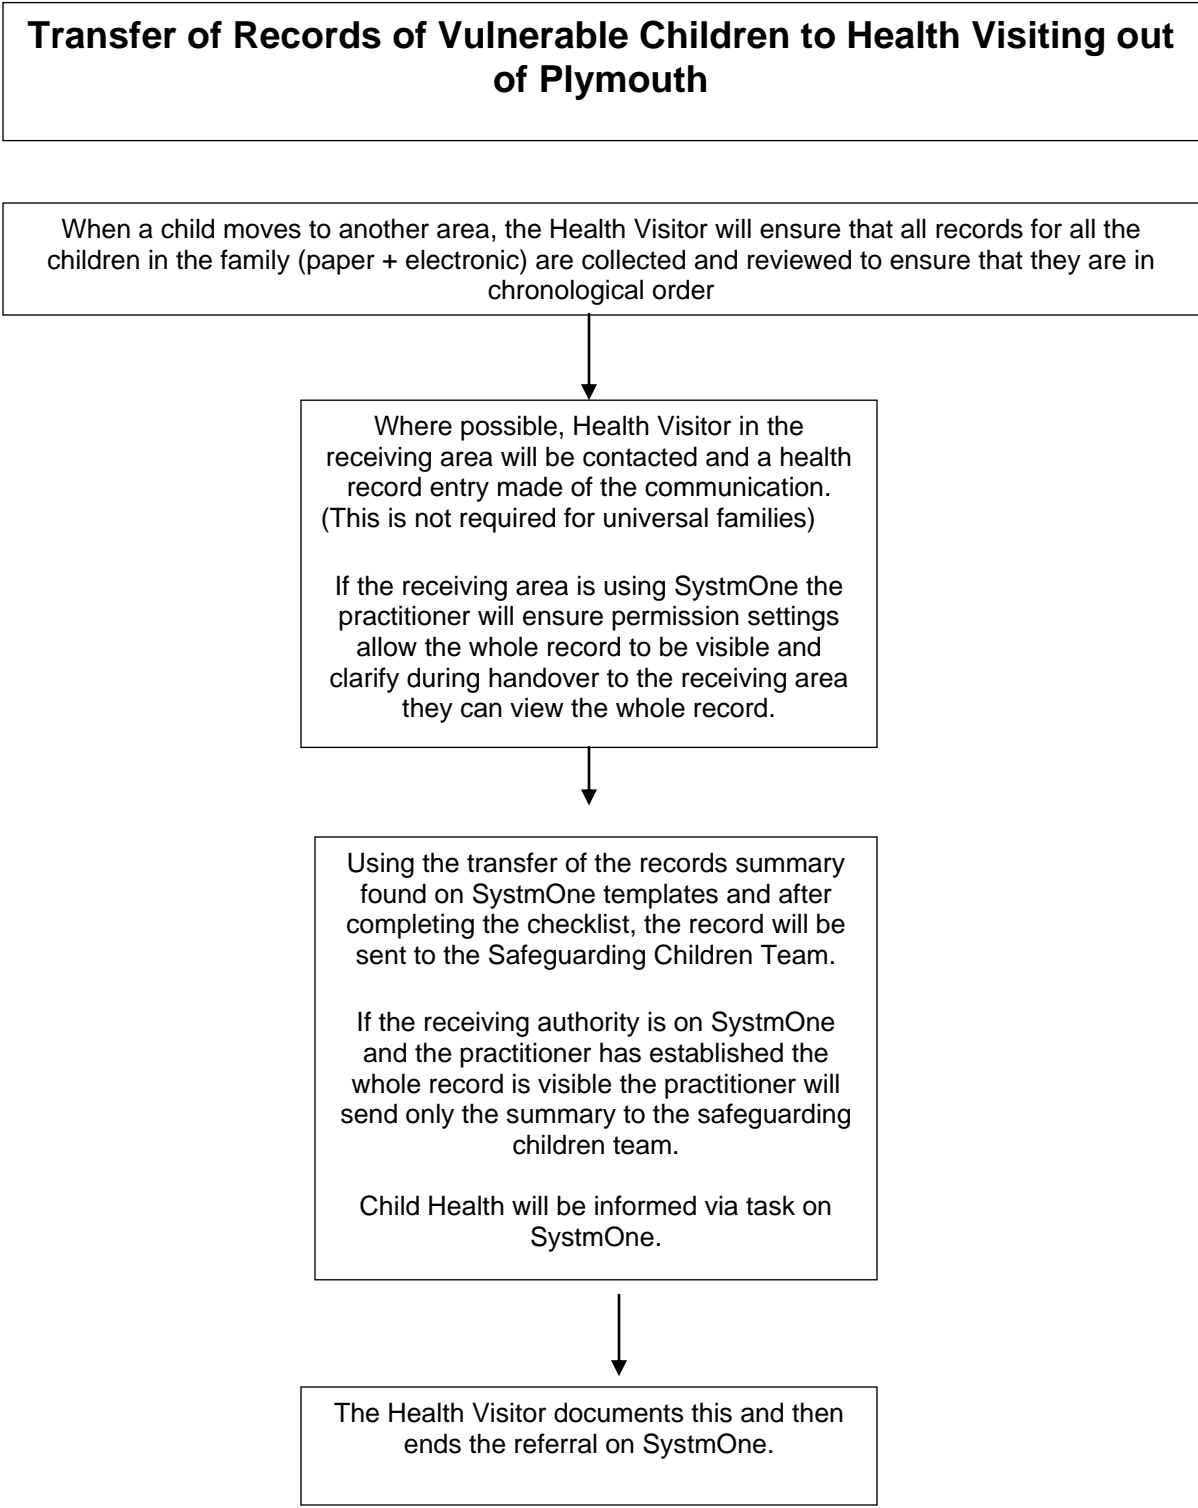 Transfer of Records of Vulnerable Children to Health Visiting out
of Plymouth
When a child moves to another area, the Health Visitor will ensure that all records for all the
children in the family (paper + electronic) are collected and reviewed to ensure that they are in
chronological order
Where possible, Health Visitor in the
receiving area will be contacted and a health
record entry made of the communication.
(This is not required for universal families)
If the receiving area is using SystmOne the
practitioner will ensure permission settings
allow the whole record to be visible and
clarify during handover to the receiving area
they can view the whole record.
Using the transfer of the records summary
found on SystmOne templates and after
completing the checklist, the record will be
sent to the Safeguarding Children Team.
If the receiving authority is on SystmOne
and the practitioner has established the
whole record is visible the practitioner will
send only the summary to the safeguarding
children team.
Child Health will be informed via task on
SystmOne.
The Health Visitor documents this and then
ends the referral on SystmOne.